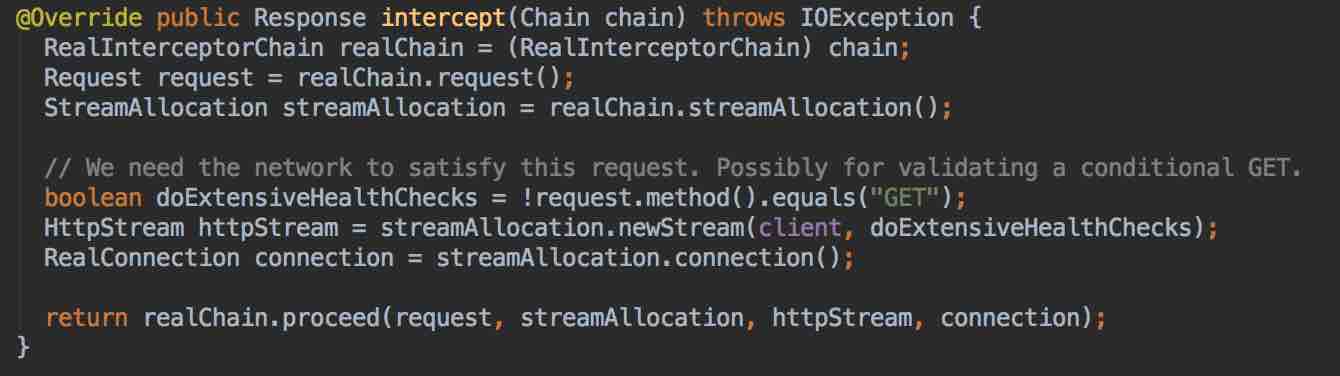 @Override public Response intercept(Chain chain) throws IOException {
  RealInterceptorChain realChain = (RealInterceptorChain) chain;
  Request request = realChain.request();
  StreamAllocation streamAllocation = realChain.streamAllocation();

  // We need the network to satisfy this request. Possibly for validating a conditional GET.
  boolean doExtensiveHealthChecks = !request.method().equals("GET");
  HttpStream httpStream = streamAllocation.newStream(client, doExtensiveHealthChecks);
  RealConnection connection = streamAllocation.connection();

  return realChain.proceed(request, streamAllocation, httpStream, connection);
}